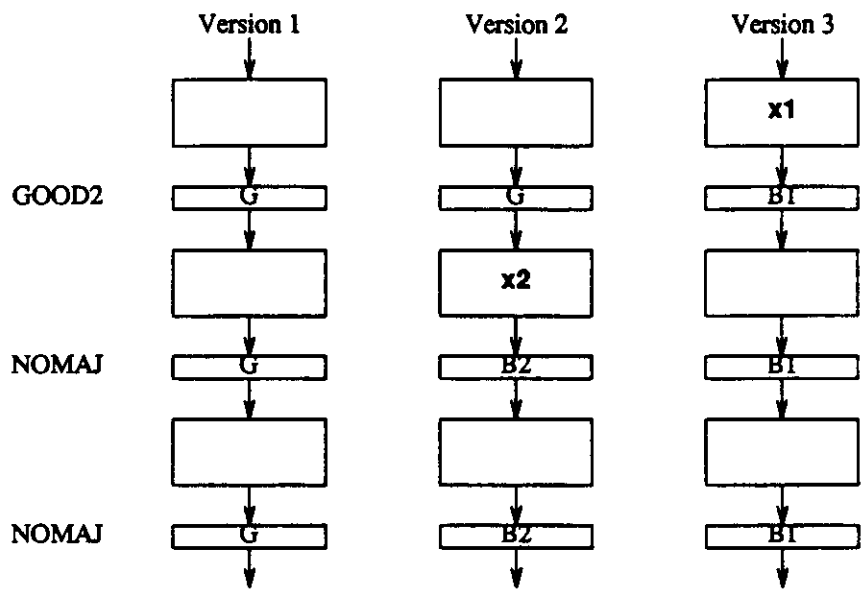 Version 1 Version 2 Version 3
x1
GOOD2 G G B1
x2
NOMAJ G B2 B1
NOMAJ G B2 B1